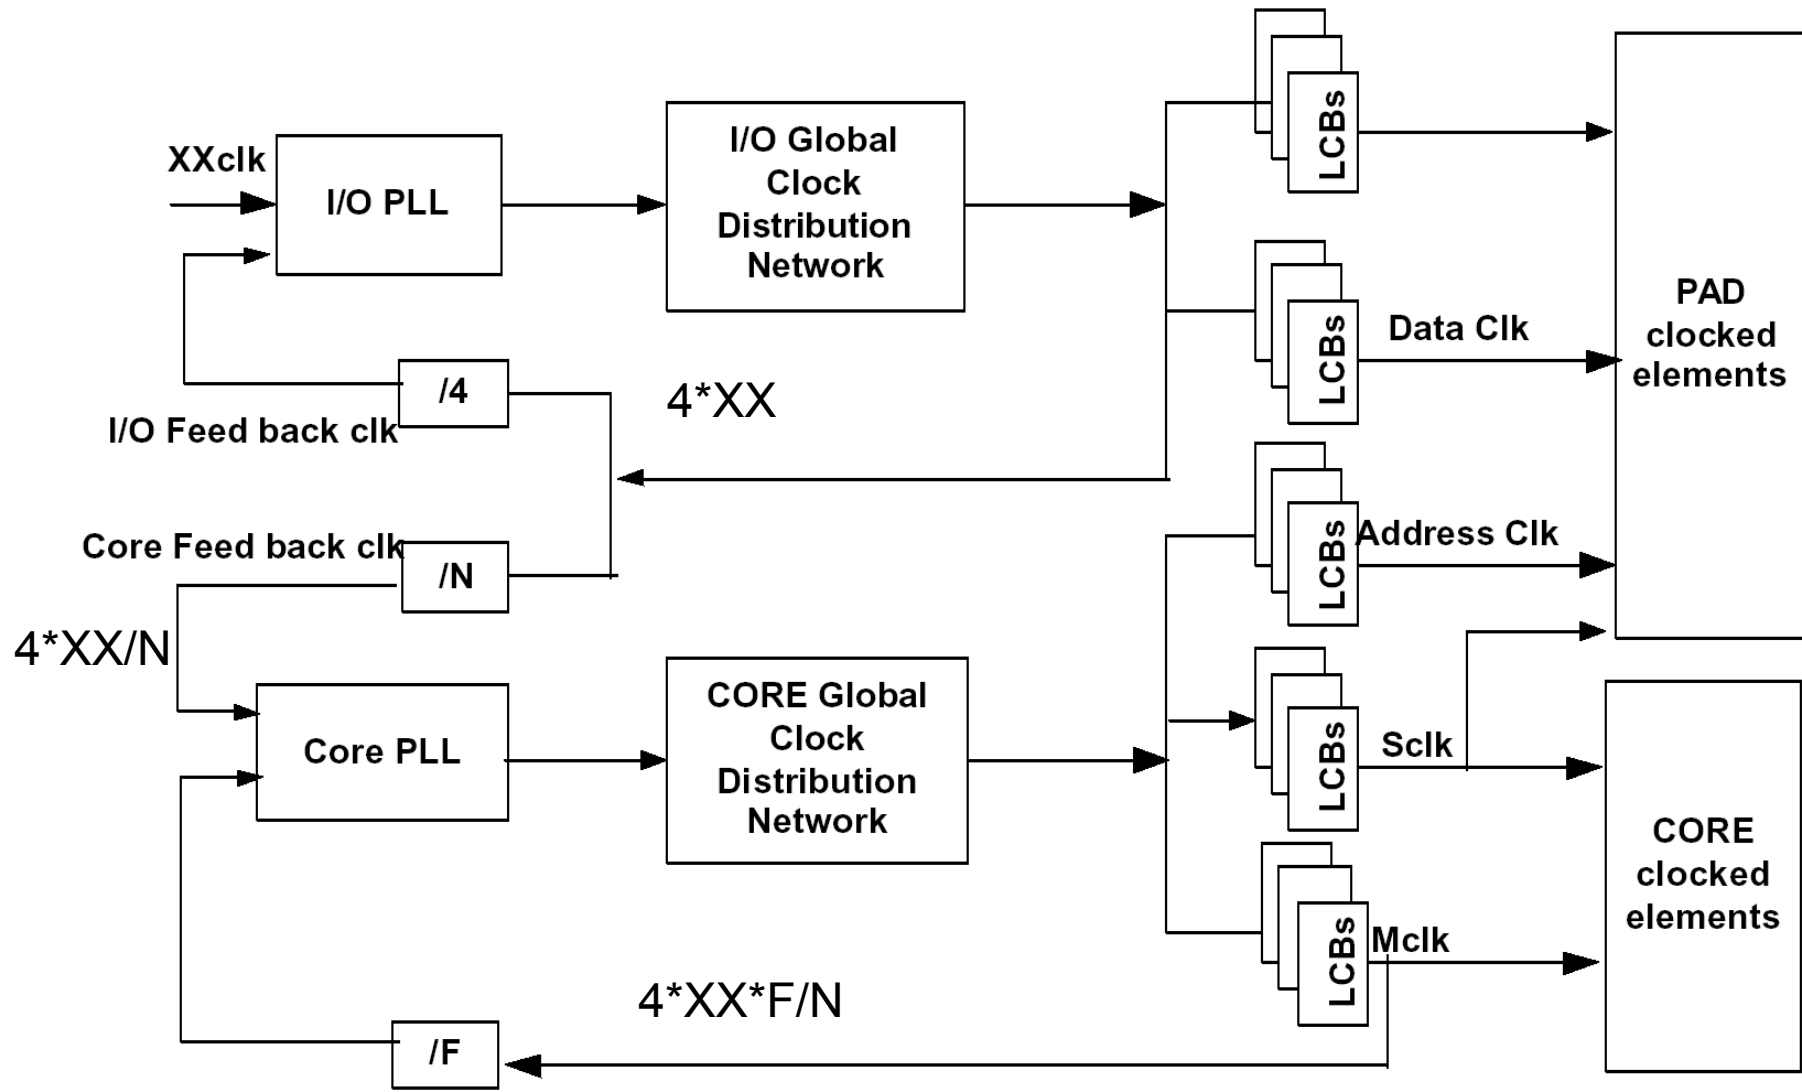 XXclk
I/O PLL
I/O Global
Clock
Distribution
Network
LCBs
LCBs
Data Clk
PAD
clocked
elements
/4
4*XX
I/O Feed back clk
LCBs
Address Clk
Core Feed back clk
/N
4*XX/N
Core PLL
CORE Global
Clock
Distribution
Network
LCBs
Sclk
CORE
clocked
elements
LCBs
Mclk
4*XX*F/N
/F